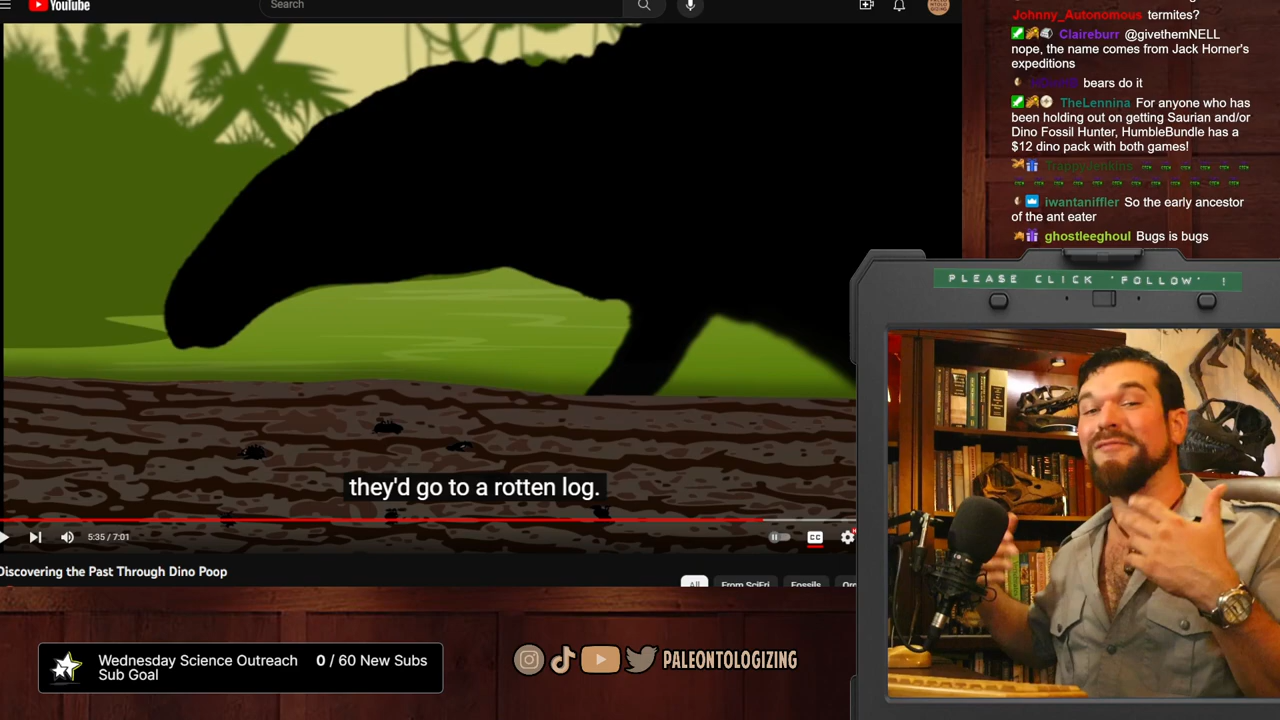 YouTube
Search
they'd go to a rotten log.
5:35 / 7:01
CC
Discovering the Past Through Dino Poop
All
From SciFri
Fossils
Johnny_Autonomous termites?
Claireburr @givethemNELL
nope, the name comes from Jack Horner's
expeditions
bears do it
TheLennina For anyone who has
been holding out on getting Saurian and/or
Dino Fossil Hunter, HumbleBundle has a
$12 dino pack with both games!
TrappyJenkins
iwantaniffler So the early ancestor
of the ant eater
ghostleeghoul Bugs is bugs
PLEASE CLICK 'FOLLOW' !
Wednesday Science Outreach 0 / 60 New Subs
Sub Goal
PALEONTOLOGIZING